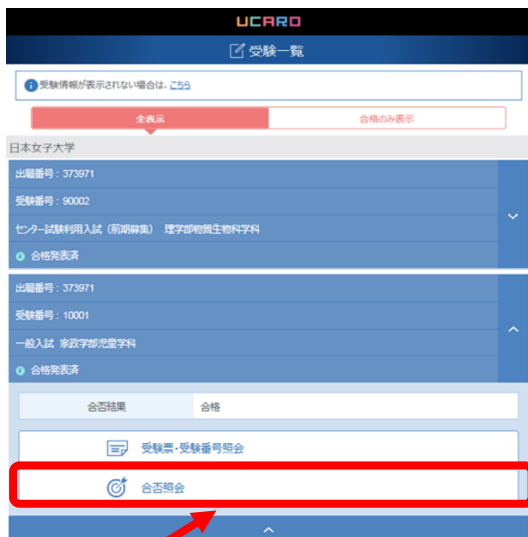 UCARO
受験一覧
受験情報が表示されない場合は、こちら
全表示
合格のみ表示
日本女子大学
出願番号：373971
受験番号：90002
センター試験利用入試（前期募集） 理学部物質生物科学科
合格発表済
出願番号：373971
受験番号：10001
一般入試 家政学部児童学科
合格発表済
合否結果 合格
受験票・受験番号照会
合否照会